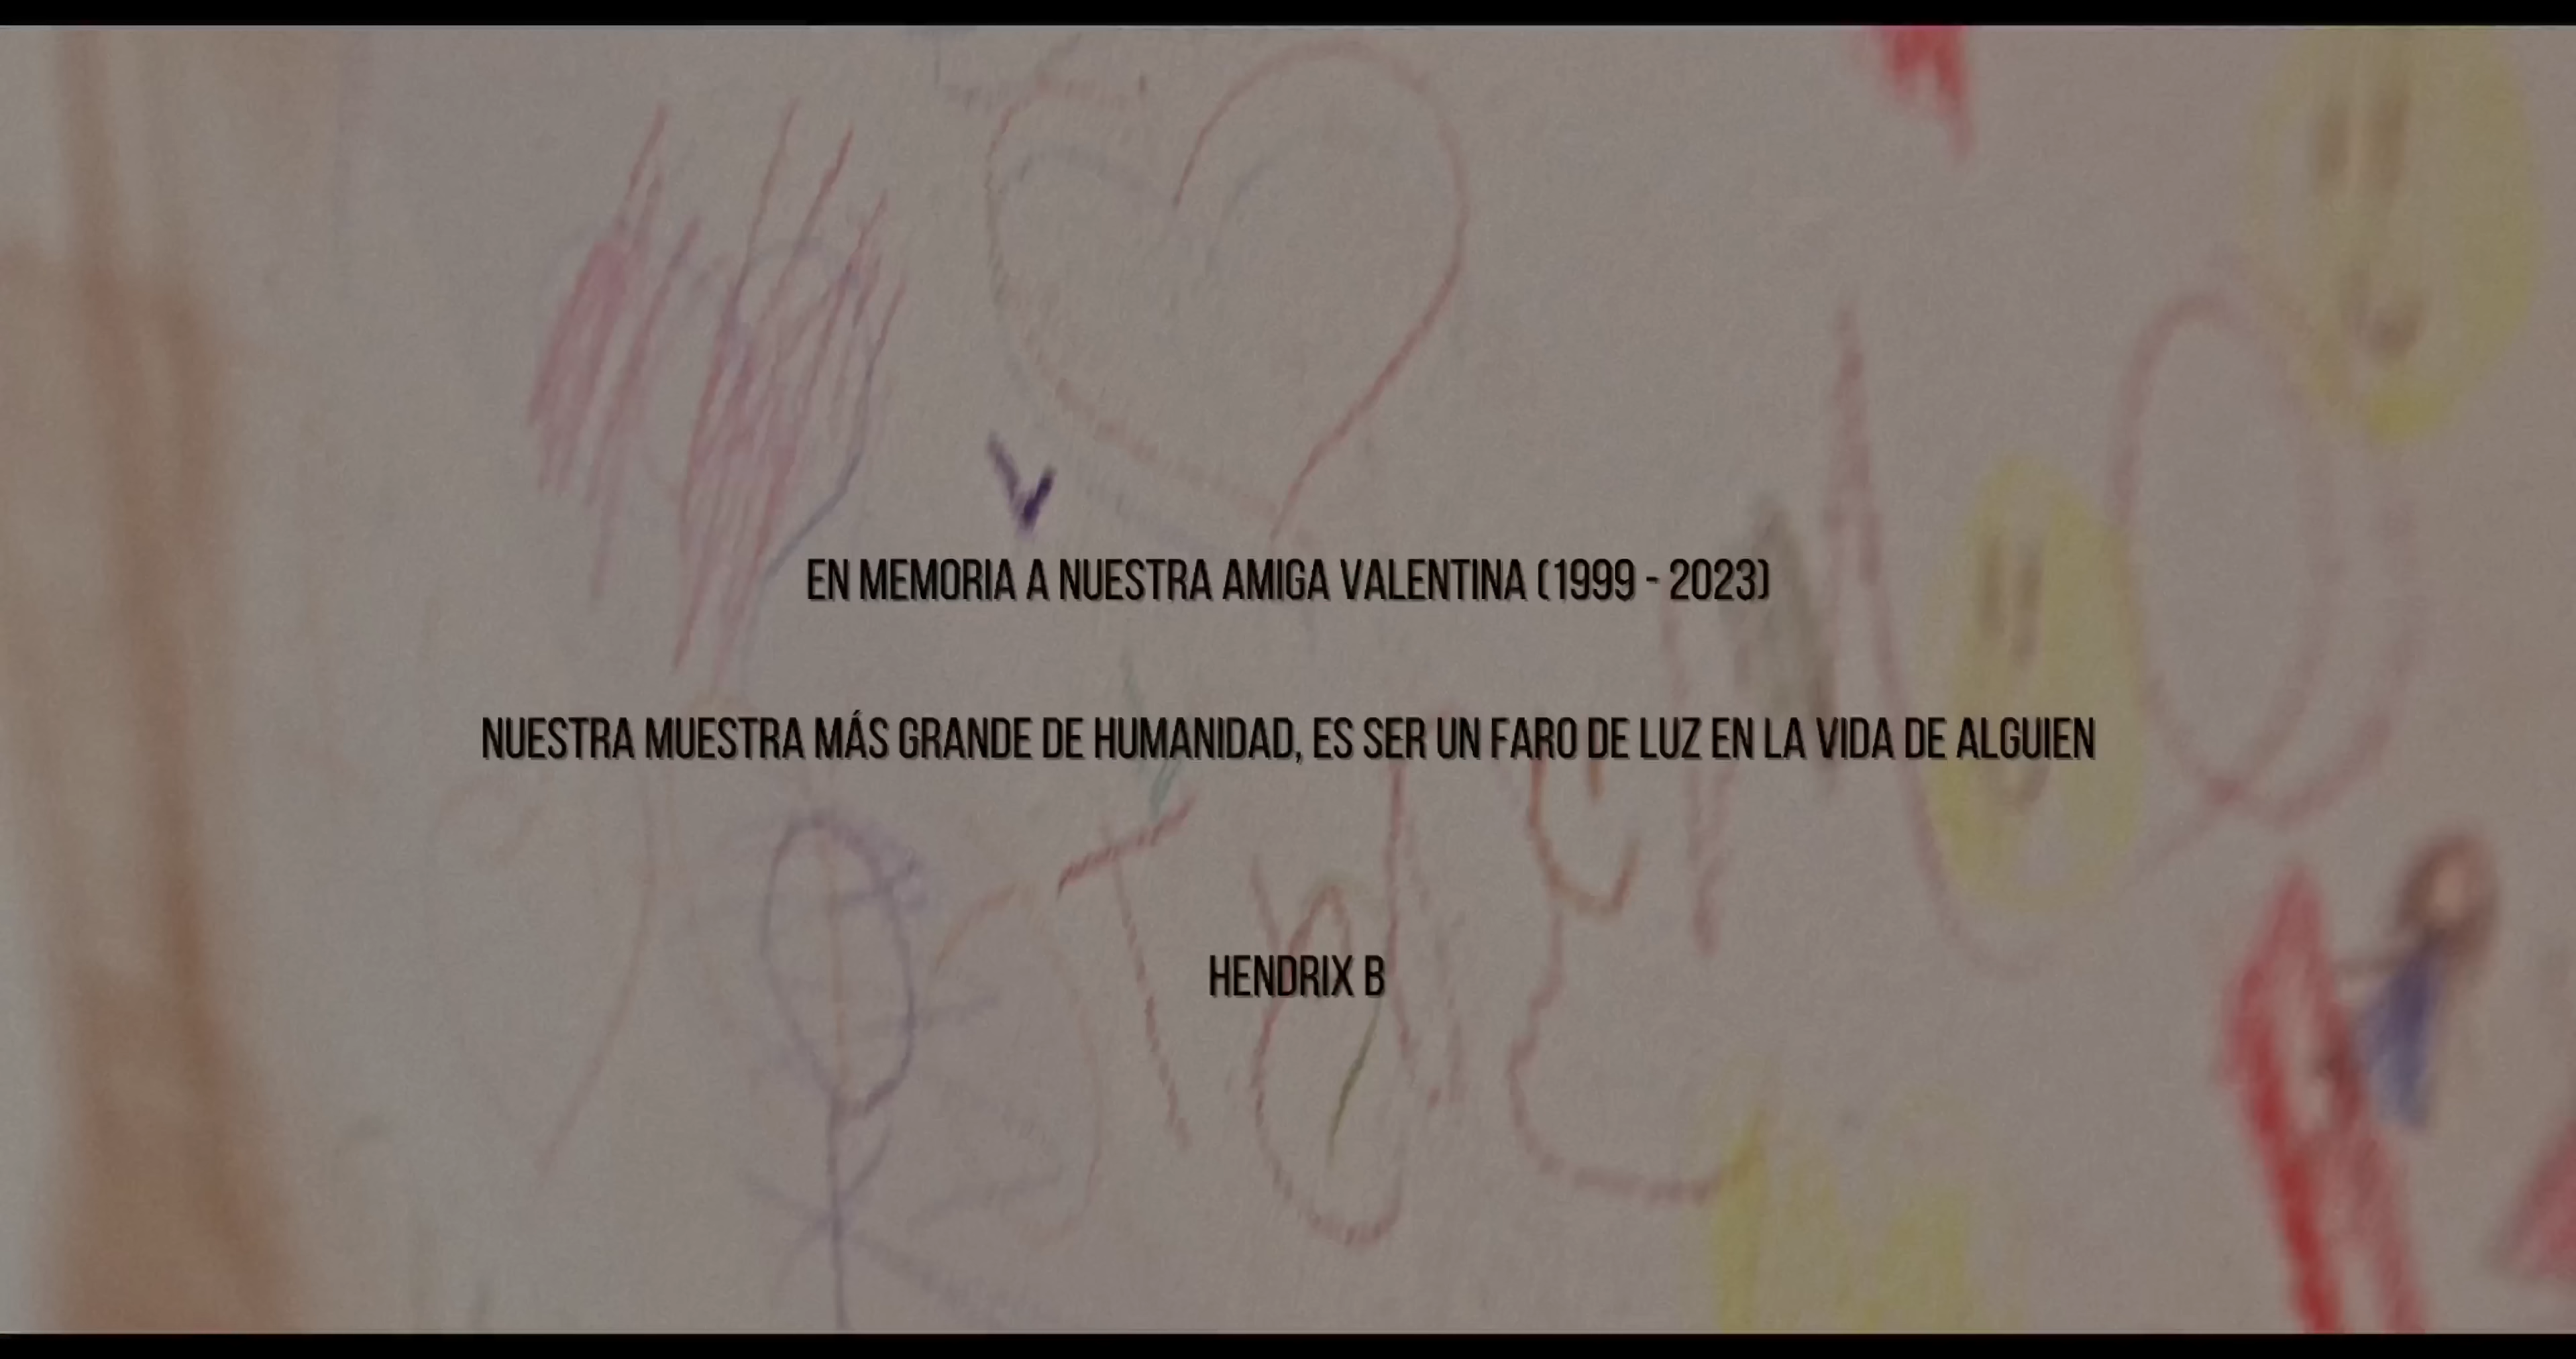 EN MEMORIA A NUESTRA AMIGA VALENTINA (1999 - 2023)
NUESTRA MUESTRA MÁS GRANDE DE HUMANIDAD, ES SER UN FARO DE LUZ EN LA VIDA DE ALGUIEN
HENDRIX B